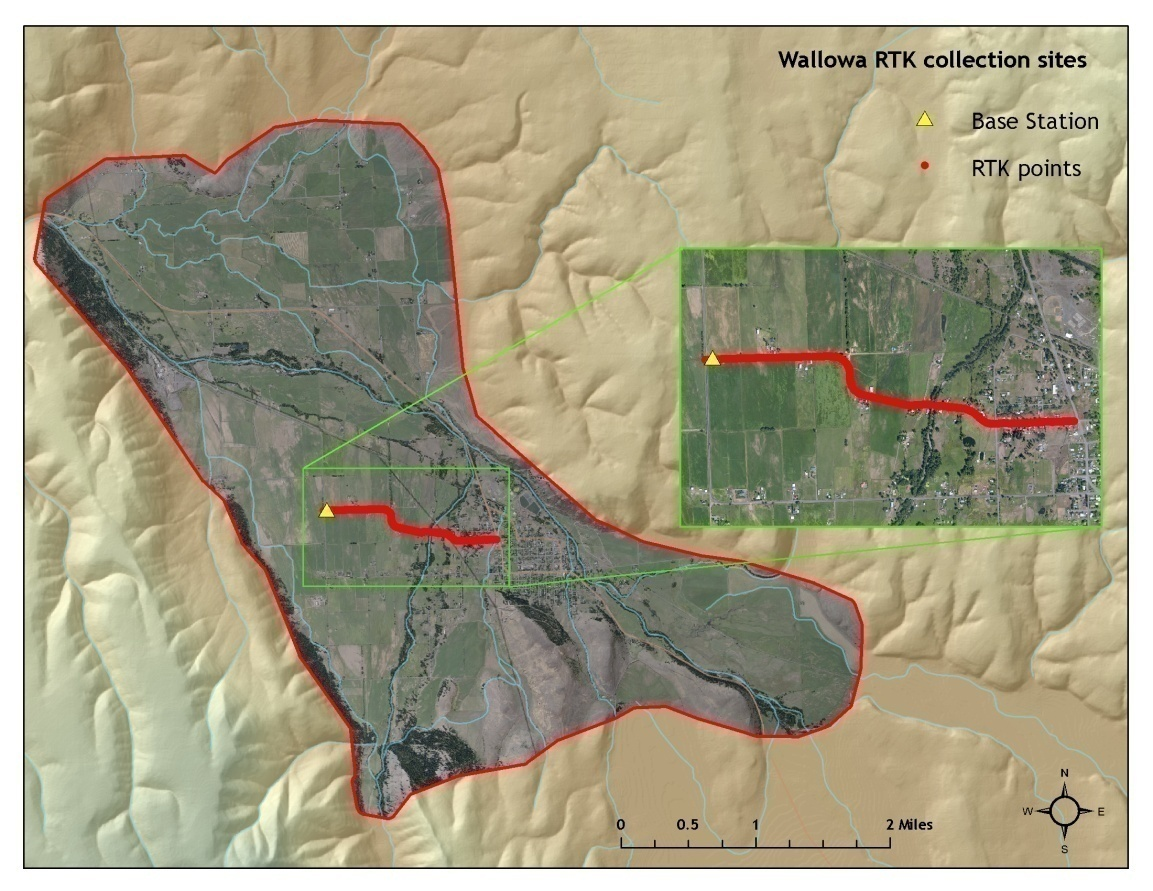 Wallowa RTK collection sites
Base Station
RTK points
N
W E
S
0 0.5 1 2 Miles